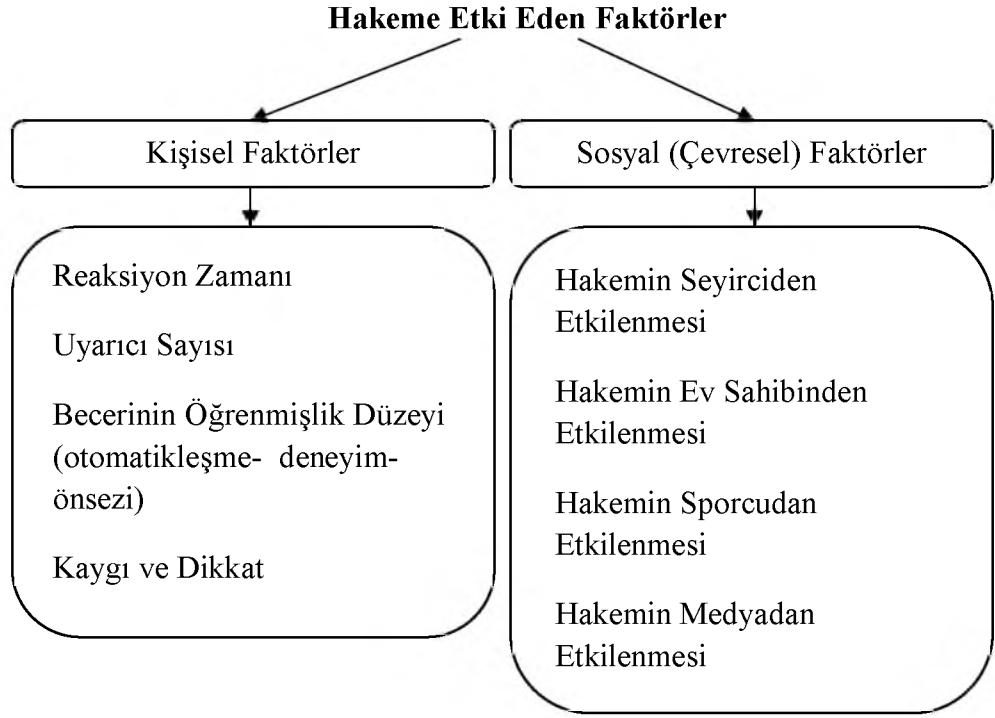 Hakeme Etki Eden Faktörler
Kişisel Faktörler
Sosyal (Çevresel) Faktörler
Reaksiyon Zamanı
Uyarıcı Sayısı
Becerinin Öğrenmişlik Düzeyi
(otomatikleşme- deneyim-
önsezi)
Kaygı ve Dikkat
Hakemin Seyirciden
Etkilenmesi
Hakemin Ev Sahibinden
Etkilenmesi
Hakemin Sporcudan
Etkilenmesi
Hakemin Medyadan
Etkilenmesi